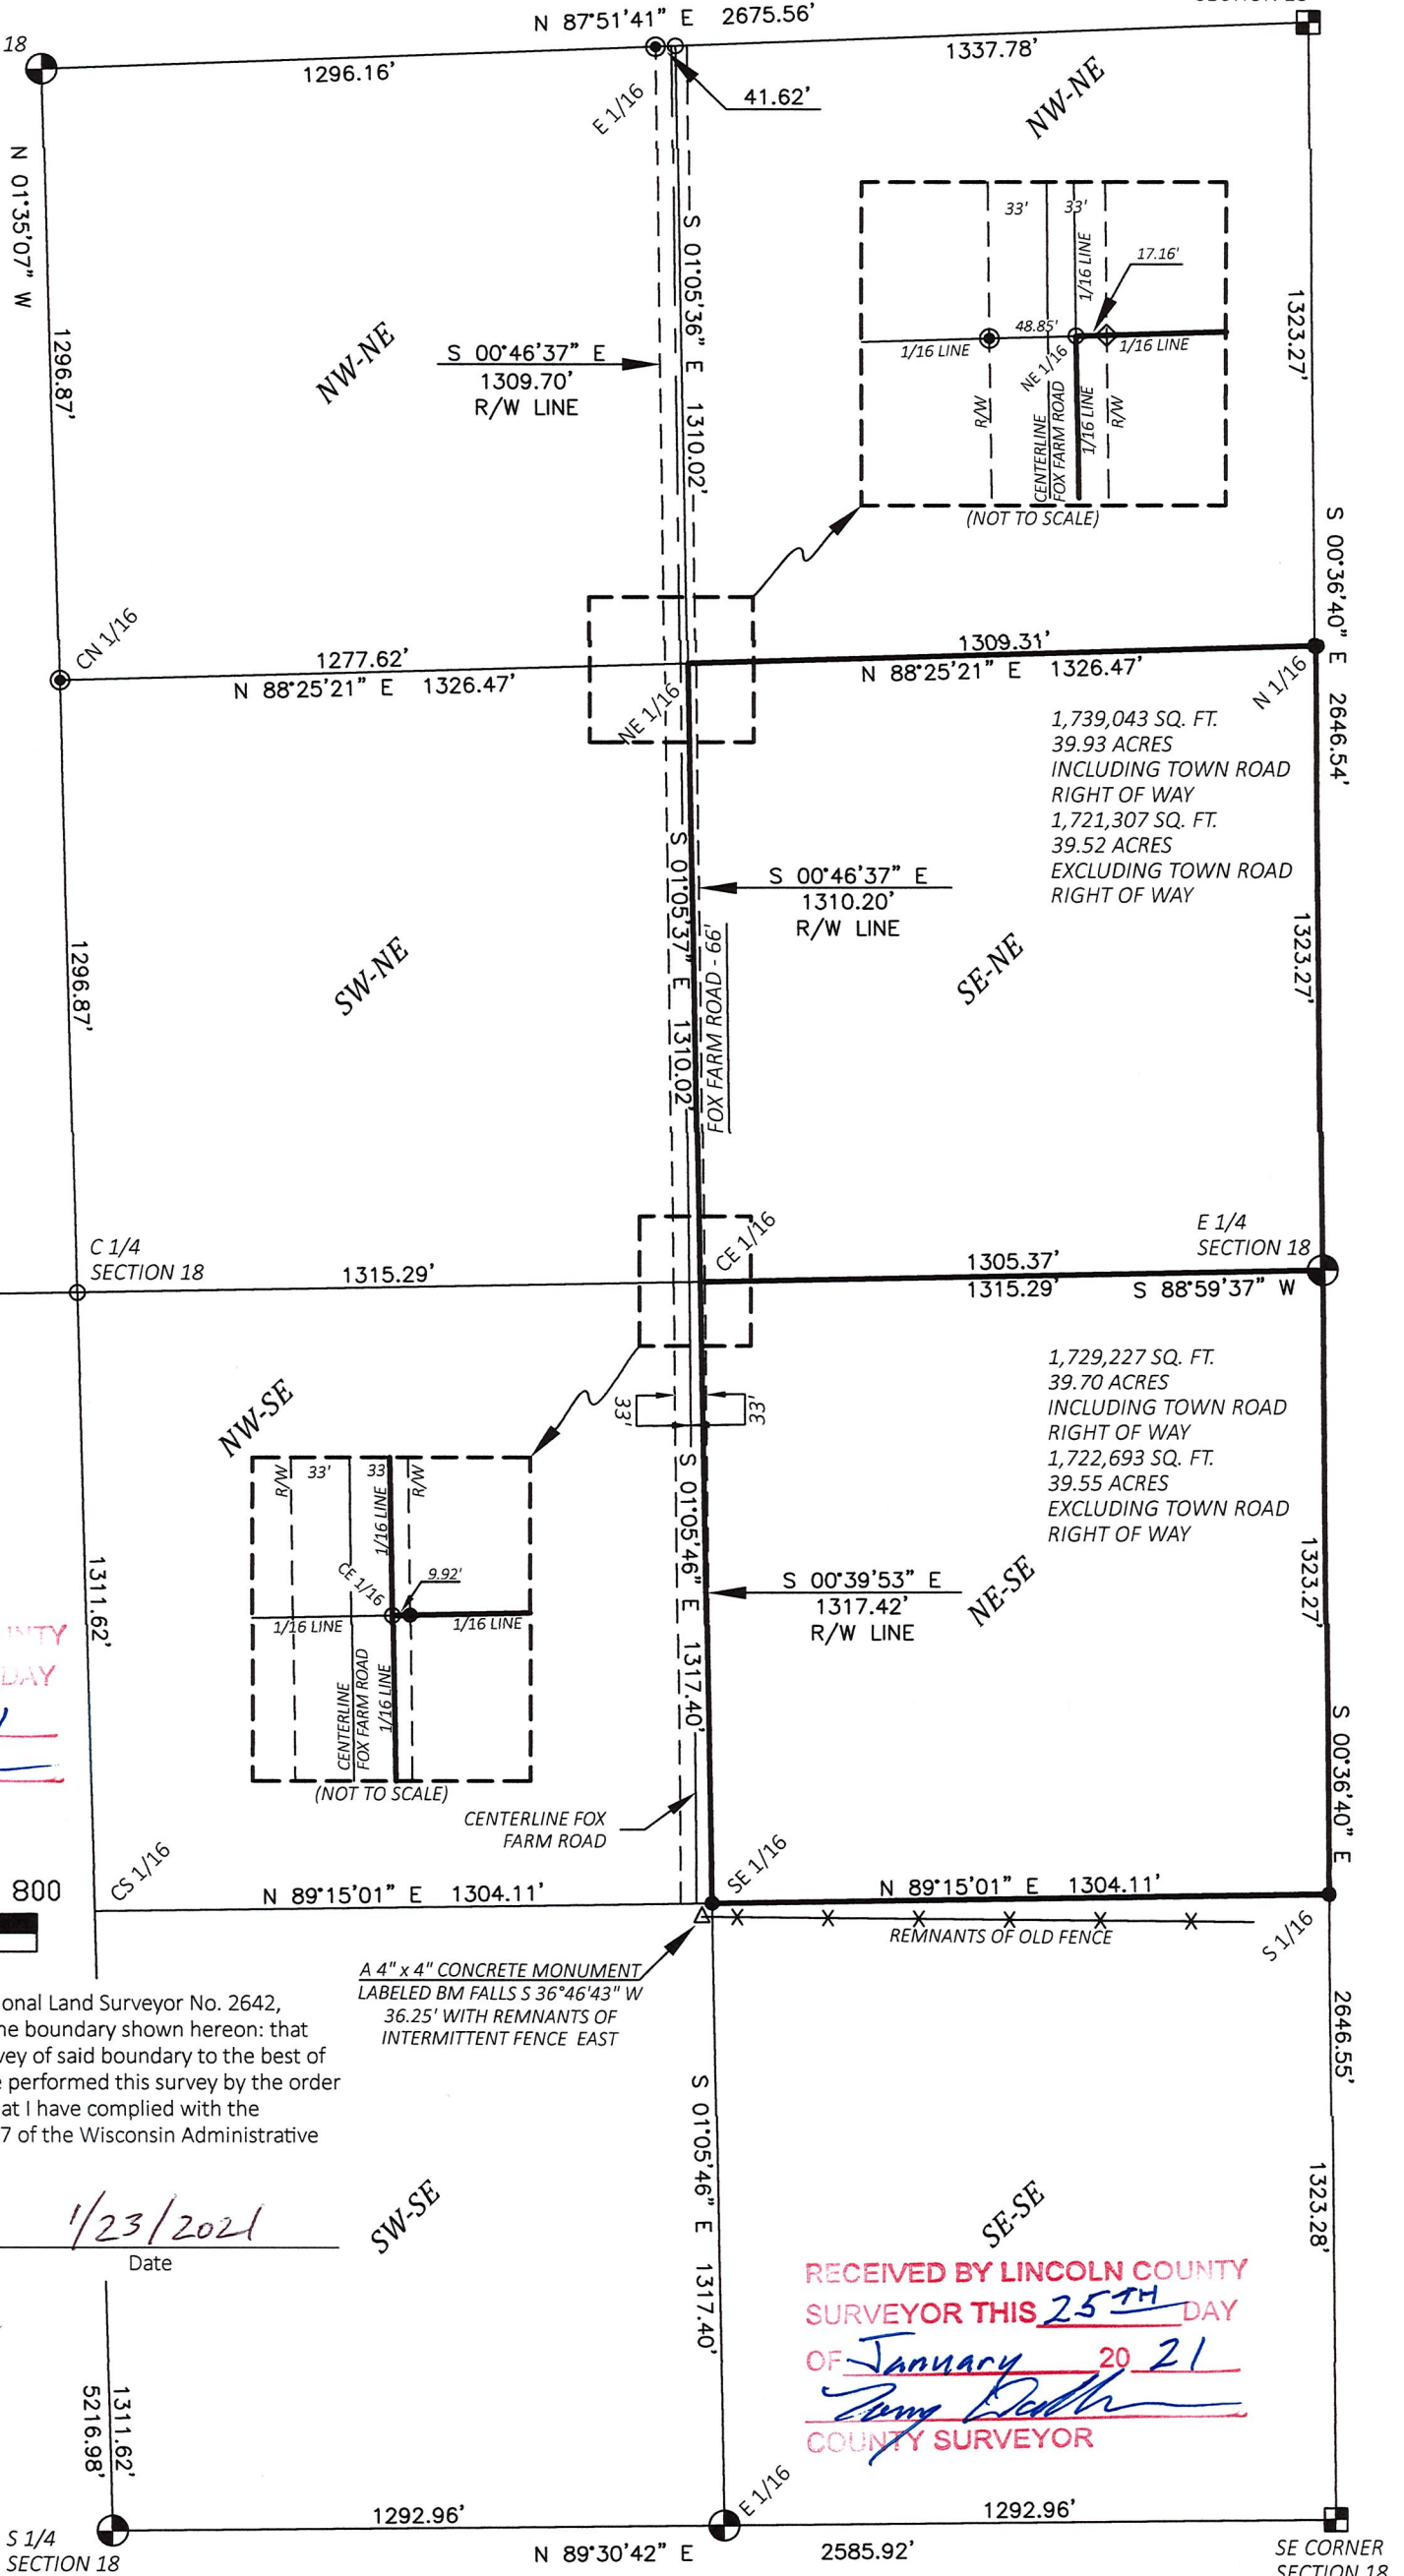 N 87°51'41" E 2675.56'
18
1296.16'
1337.78'
41.62'
E 1/16
NW-NE
N 01°35'07" W
1296.87'
S 01°05'36" E 1310.02'
33' 33'
1/16 LINE
17.16'
48.85'
1/16 LINE
1/16 LINE
NE 1/16
R/W
CENTERLINE
FOX FARM ROAD
1/16 LINE
R/W
(NOT TO SCALE)
1323.27'
NW-NE
S 00°46'37" E
1309.70'
R/W LINE
S 00°36'40" E 2646.54'
CN 1/16
1277.62'
N 88°25'21" E 1326.47'
NE 1/16
1309.31'
N 88°25'21" E 1326.47'
N 1/16
1,739,043 SQ. FT.
39.93 ACRES
INCLUDING TOWN ROAD
RIGHT OF WAY
1,721,307 SQ. FT.
39.52 ACRES
EXCLUDING TOWN ROAD
RIGHT OF WAY
S 01°05'37" E 1310.02'
S 00°46'37" E
1310.20'
R/W LINE
FOX FARM ROAD - 66'
1296.87'
SW-NE
SE-NE
1323.27'
C 1/4
SECTION 18
1315.29'
CE 1/16
E 1/4
SECTION 18
1305.37'
1315.29' S 88°59'37" W
1,729,227 SQ. FT.
39.70 ACRES
INCLUDING TOWN ROAD
RIGHT OF WAY
1,722,693 SQ. FT.
39.55 ACRES
EXCLUDING TOWN ROAD
RIGHT OF WAY
33' 33'
NW-SE
R/W
33' 33'
R/W
1/16 LINE
CE 1/16
9.92'
1/16 LINE
1/16 LINE
CENTERLINE
FOX FARM ROAD
1/16 LINE
(NOT TO SCALE)
1311.62'
S 01°05'46" E 1317.40'
S 00°39'53" E
1317.42'
R/W LINE
NE-SE
1323.27'
S 00°36'40" E
DAY
CENTERLINE FOX
FARM ROAD
800
CS 1/16
N 89°15'01" E 1304.11'
SE 1/16
N 89°15'01" E 1304.11'
REMNANTS OF OLD FENCE
S 1/16
A 4" x 4" CONCRETE MONUMENT
LABELED BM FALLS S 36°46'43" W
36.25' WITH REMNANTS OF
INTERMITTENT FENCE EAST
2646.55'
onal Land Surveyor No. 2642,
ne boundary shown hereon: that
vey of said boundary to the best of
e performed this survey by the order
at I have complied with the
7 of the Wisconsin Administrative
1/23/2021
Date
S 01°05'46" E 1317.40'
SW-SE
SE-SE
1323.28'
RECEIVED BY LINCOLN COUNTY
SURVEYOR THIS 25TH DAY
OF January 20 21
COUNTY SURVEYOR
1311.62'
5216.98'
S 1/4
SECTION 18
1292.96'
E 1/16
1292.96'
N 89°30'42" E 2585.92'
SE CORNER
SECTION 18